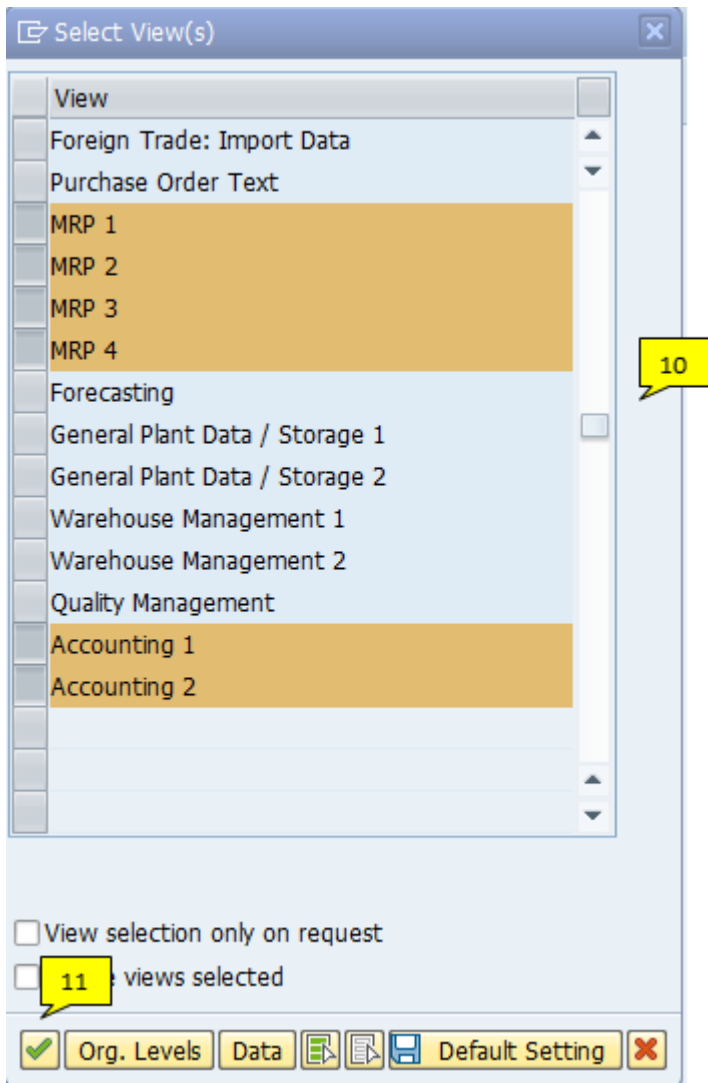 Select View(s)
View
Foreign Trade: Import Data
Purchase Order Text
MRP 1
MRP 2
MRP 3
MRP 4
10
Forecasting
General Plant Data / Storage 1
General Plant Data / Storage 2
Warehouse Management 1
Warehouse Management 2
Quality Management
Accounting 1
Accounting 2
View selection only on request
11 views selected
Org. Levels Data Default Setting